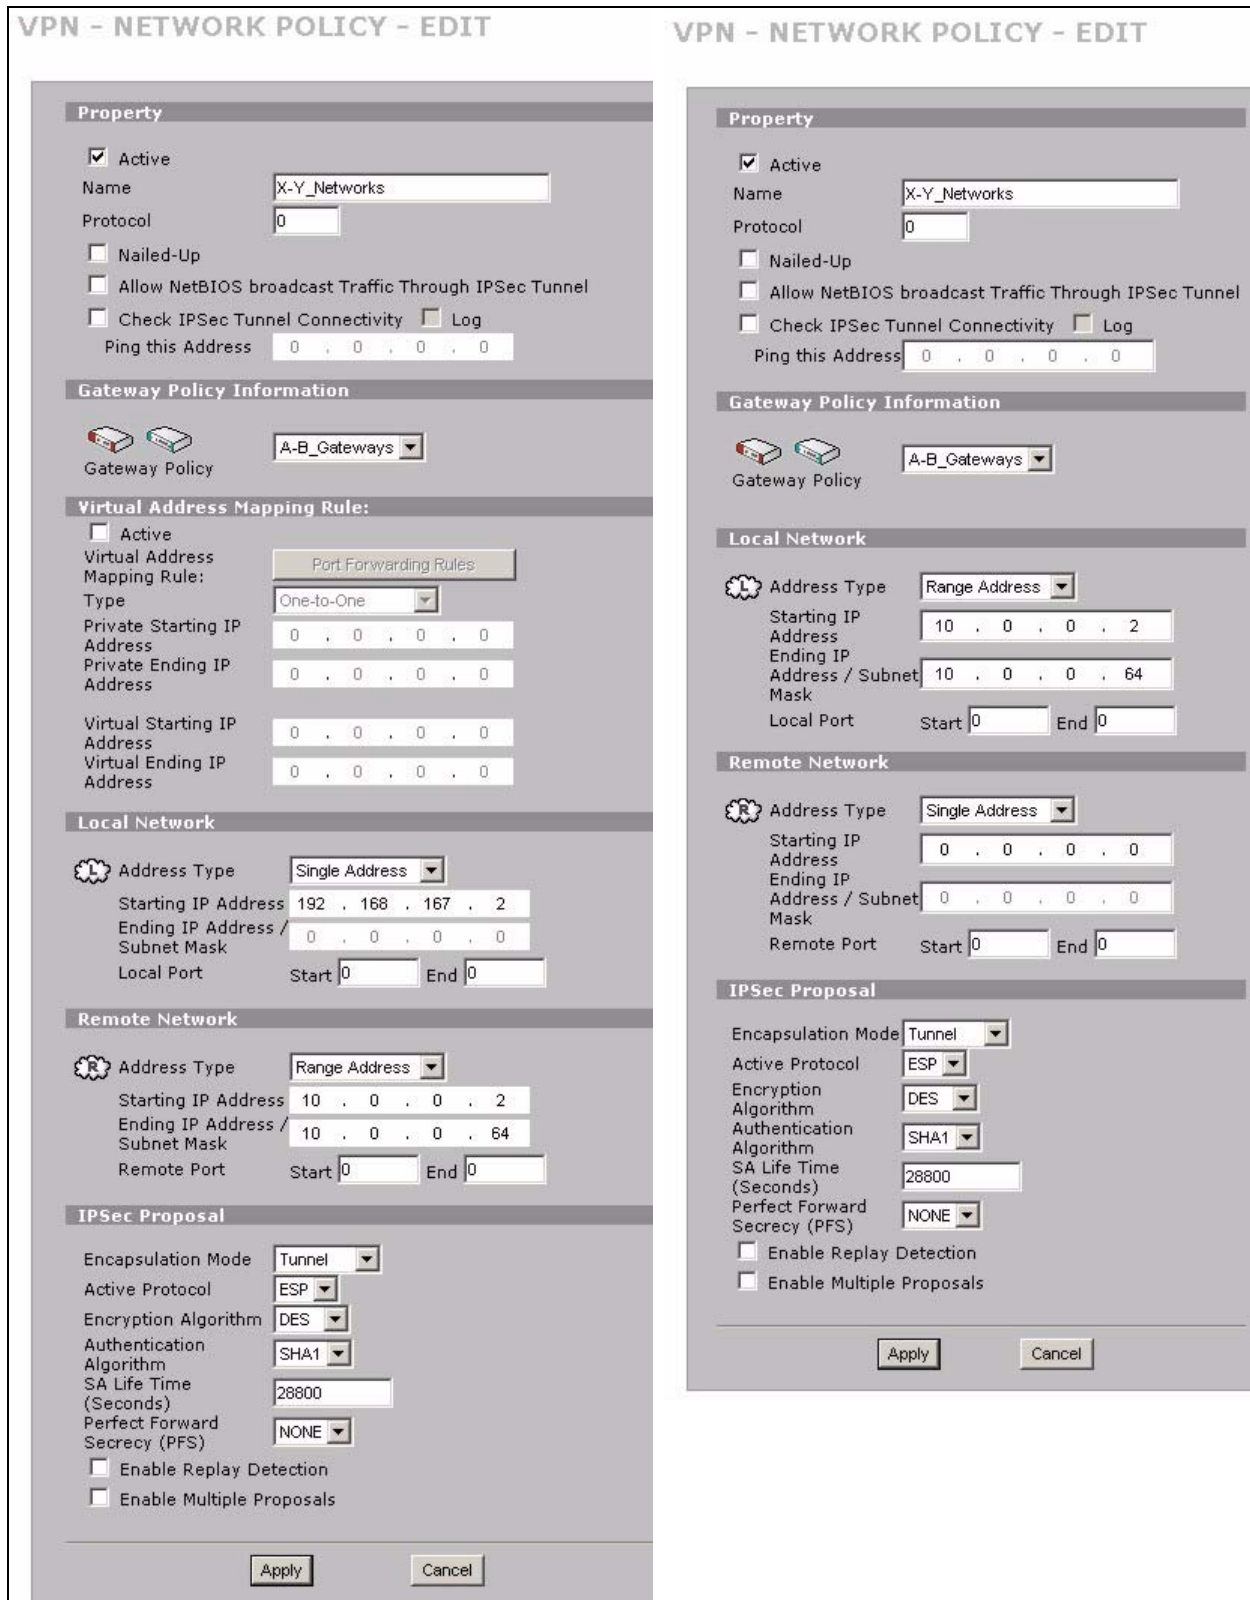 VPN - NETWORK POLICY - EDIT
Property
Active
Name X-Y_Networks
Protocol 0
Nailed-Up
Allow NetBIOS broadcast Traffic Through IPSec Tunnel
Check IPSec Tunnel Connectivity Log
Ping this Address 0 . 0 . 0 . 0
Gateway Policy Information
Gateway Policy A-B_Gateways
Virtual Address Mapping Rule:
Active
Virtual Address
Mapping Rule: Port Forwarding Rules
Type One-to-One
Private Starting IP
Address 0 . 0 . 0 . 0
Private Ending IP
Address 0 . 0 . 0 . 0
Virtual Starting IP
Address 0 . 0 . 0 . 0
Virtual Ending IP
Address 0 . 0 . 0 . 0
Local Network
L Address Type Single Address
Starting IP Address 192 . 168 . 167 . 2
Ending IP Address /
Subnet Mask 0 . 0 . 0 . 0
Local Port Start 0 End 0
Remote Network
R Address Type Range Address
Starting IP Address 10 . 0 . 0 . 2
Ending IP Address /
Subnet Mask 10 . 0 . 0 . 64
Remote Port Start 0 End 0
IPSec Proposal
Encapsulation Mode Tunnel
Active Protocol ESP
Encryption Algorithm DES
Authentication
Algorithm SHA1
SA Life Time
(Seconds) 28800
Perfect Forward
Secrecy (PFS) NONE
Enable Replay Detection
Enable Multiple Proposals
Apply Cancel
VPN - NETWORK POLICY - EDIT
Property
Active
Name X-Y_Networks
Protocol 0
Nailed-Up
Allow NetBIOS broadcast Traffic Through IPSec Tunnel
Check IPSec Tunnel Connectivity Log
Ping this Address 0 . 0 . 0 . 0
Gateway Policy Information
Gateway Policy A-B_Gateways
Local Network
L Address Type Range Address
Starting IP
Address 10 . 0 . 0 . 2
Ending IP
Address / Subnet 10 . 0 . 0 . 64
Mask
Local Port Start 0 End 0
Remote Network
R Address Type Single Address
Starting IP
Address 0 . 0 . 0 . 0
Ending IP
Address / Subnet 0 . 0 . 0 . 0
Mask
Remote Port Start 0 End 0
IPSec Proposal
Encapsulation Mode Tunnel
Active Protocol ESP
Encryption
Algorithm DES
Authentication
Algorithm SHA1
SA Life Time
(Seconds) 28800
Perfect Forward
Secrecy (PFS) NONE
Enable Replay Detection
Enable Multiple Proposals
Apply Cancel